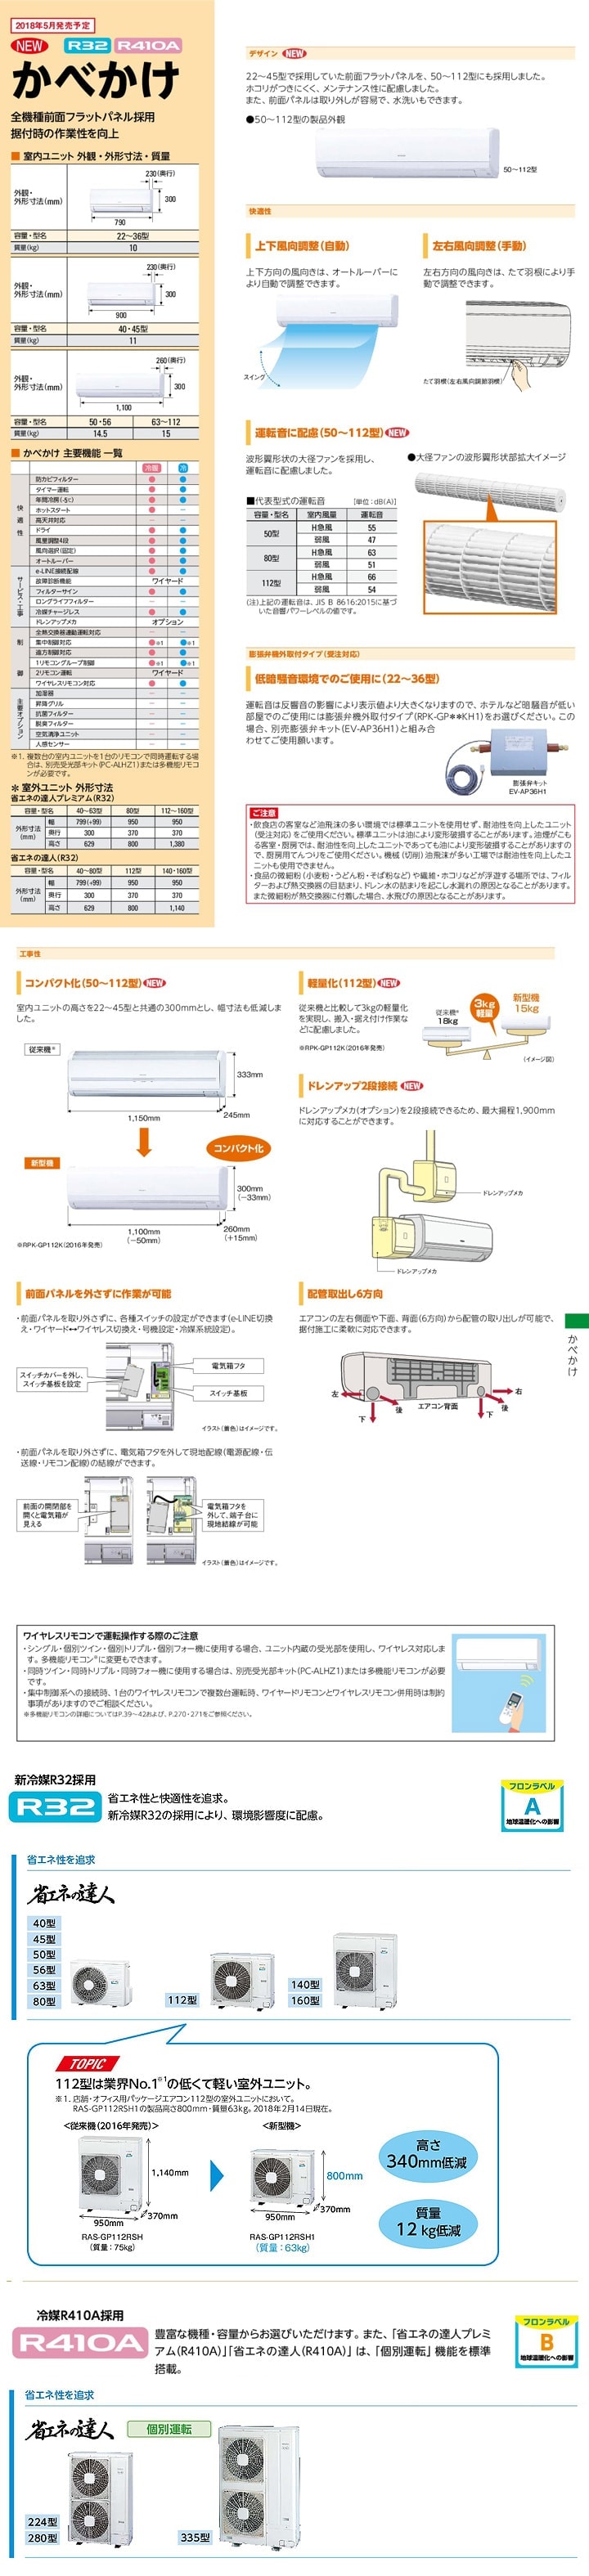 2018年5月発売予定
NEW R32 R410A
かべかけ
全機種前面フラットパネル採用
据付時の作業性を向上
■ 室内ユニット 外観・外形寸法・質量
外観・
外形寸法(mm)
230(奥行)
300
790
容量・型名 22〜36型
質量(kg) 10
外観・
外形寸法(mm)
230(奥行)
300
900
容量・型名 40・45型
質量(kg) 11
外観・
外形寸法(mm)
260(奥行)
300
1,100
容量・型名 50・56 63〜112
質量(kg) 14.5 15
■ かべかけ 主要機能 一覧
冷暖 冷
快適性
防カビフィルター ● ●
タイマー運転 ● ●
年間冷房(-5℃) ● ●
ホットスタート ● －
高天井対応 － －
ドライ ● ●
風量調整4段 ● ●
風向選択(固定) ● ●
オートルーバー ● ●
サービス・工事
e-LINE接続配線 ● ●
故障診断機能 ワイヤード
フィルターサイン ● ●
ロングライフフィルター － －
冷媒チャージレス ● ●
ドレンアップメカ オプション
制御
全熱交換器連動運転対応 － －
集中制御対応 ●※1 ●※1
遠方制御対応 ● ●
1リモコングループ制御 ●※1 ●※1
2リモコン運転 ワイヤード
ワイヤレスリモコン対応 ● ●
主要オプション
加湿器 － －
昇降グリル － －
抗菌フィルター － －
脱臭フィルター － －
空気清浄ユニット － －
人感センサー － －
※1. 複数台の室内ユニットを1台のリモコンで同時運転する場
合は、別売受光部キット(PC-ALHZ1)または多機能リモコ
ンが必要です。
＊ 室外ユニット 外形寸法
省エネの達人プレミアム(R32)
容量・型名 40〜63型 80型 112〜160型
外形寸法
(mm)
幅 799(+99) 950 950
奥行 300 370 370
高さ 629 800 1,380
省エネの達人(R32)
容量・型名 40〜80型 112型 140・160型
外形寸法
(mm)
幅 799(+99) 950 950
奥行 300 370 370
高さ 629 800 1,140
デザイン NEW
22〜45型で採用していた前面フラットパネルを、50〜112型にも採用しました。
ホコリがつきにくく、メンテナンス性に配慮しました。
また、前面パネルは取り外しが容易で、水洗いもできます。
●50〜112型の製品外観
50〜112型
快適性
上下風向調整(自動)
上下方向の風向きは、オートルーバーに
より自動で調整できます。
スイング
左右風向調整(手動)
左右方向の風向きは、たて羽根により手
動で調整できます。
たて羽根(左右風向調節羽根)
運転音に配慮(50〜112型) NEW
波形翼形状の大径ファンを採用し、
運転音に配慮しました。
●大径ファンの波形翼形状部拡大イメージ
■代表型式の運転音 [単位:dB(A)]
容量・型名 室内風量 運転音
50型 H急風 55
弱風 47
80型 H急風 63
弱風 51
112型 H急風 66
弱風 54
(注)上記の運転音は、JIS B 8616:2015に基づ
いた音響パワーレベルの値です。
膨張弁機外取付タイプ(受注対応)
低暗騒音環境でのご使用に(22〜36型)
運転音は反響音の影響により表示値より大きくなりますので、ホテルなど暗騒音が低い
部屋でのご使用には膨張弁機外取付タイプ(RPK-GP＊＊KH1)をお選びください。この
場合、別売膨張弁キット(EV-AP36H1)と組み合
わせてご使用願います。
膨張弁キット
EV-AP36H1
ご注意
・飲食店の客室など油飛沫の多い環境では標準ユニットを使用せず、耐油性を向上したユニット
(受注対応)をご使用ください。標準ユニットは油により変形破損することがあります。油煙がこも
る客室・厨房では、耐油性を向上したユニットであっても油により変形破損することがありますの
で、厨房用てんつりをご使用ください。機械(切削)油飛沫が多い工場では耐油性を向上したユ
ニットも使用できません。
・食品の微細粉(小麦粉・うどん粉・そば粉など)や繊維・ホコリなどが浮遊する場所では、フィル
ターおよび熱交換器の目詰まり、ドレン水の詰まりを起こし水漏れの原因となることがあります。
また微細粉が熱交換器に付着した場合、水飛びの原因となることがあります。
工事性
コンパクト化(50〜112型) NEW
室内ユニットの高さを22〜45型と共通の300mmとし、幅寸法も低減しま
した。
従来機※
333mm
1,150mm
245mm
コンパクト化
新型機
300mm
(−33mm)
1,100mm
(−50mm)
260mm
(+15mm)
※RPK-GP112K(2016年発売)
軽量化(112型) NEW
従来機と比較して3kgの軽量化
を実現し、搬入・据え付け作業な
どに配慮しました。
※RPK-GP112K(2016年発売)
従来機※
18kg
3kg
軽量
新型機
15kg
(イメージ図)
ドレンアップ2段接続 NEW
ドレンアップメカ(オプション)を2段接続できるため、最大揚程1,900mm
に対応することができます。
ドレンアップメカ
ドレンアップメカ
前面パネルを外さずに作業が可能
・前面パネルを取り外さずに、各種スイッチの設定ができます(e-LINE切換
え・ワイヤード↔ワイヤレス切換え・号機設定・冷媒系統設定)。
スイッチカバーを外し、
スイッチ基板を設定
電気箱フタ
スイッチ基板
イラスト(着色)はイメージです。
・前面パネルを取り外さずに、電気箱フタを外して現地配線(電源配線・伝
送線・リモコン配線)の結線ができます。
前面の開閉部を
開くと電気箱が
見える
電気箱フタを
外して、端子台に
現地結線が可能
イラスト(着色)はイメージです。
配管取出し6方向
エアコンの左右側面や下面、背面(6方向)から配管の取り出しが可能で、
据付施工に柔軟に対応できます。
左
下
後
エアコン背面
右
後
下
かべかけ
ワイヤレスリモコンで運転操作する際のご注意
・シングル・個別ツイン・個別トリプル・個別フォー機に使用する場合、ユニット内蔵の受光部を使用し、ワイヤレス対応しま
す。多機能リモコン※に変更もできます。
・同時ツイン・同時トリプル・同時フォー機に使用する場合は、別売受光部キット(PC-ALHZ1)または多機能リモコンが必要
です。
・集中制御系への接続時、1台のワイヤレスリモコンで複数台運転時、ワイヤードリモコンとワイヤレスリモコン併用時は制約
事項がありますのでご相談ください。
※多機能リモコンの詳細についてはP.39〜42および、P.270・271をご参照ください。
新冷媒R32採用
R32
省エネ性と快適性を追求。
新冷媒R32の採用により、環境影響度に配慮。
フロンラベル
A
地球温暖化への影響
省エネ性を追求
省エネの達人
40型
45型
50型
56型
63型
80型
112型
140型
160型
TOPIC
112型は業界No.1※1の低くて軽い室外ユニット。
※1. 店舗・オフィス用パッケージエアコン112型の室外ユニットにおいて。
RAS-GP112RSH1の製品高さ800mm・質量63kg。2018年2月14日現在。
<従来機(2016年発売)>
1,140mm
950mm
370mm
RAS-GP112RSH
(質量:75kg)
<新型機>
800mm
950mm
370mm
RAS-GP112RSH1
(質量:63kg)
高さ
340mm低減
質量
12 kg低減
冷媒R410A採用
R410A
豊富な機種・容量からお選びいただけます。また、「省エネの達人プレミ
アム(R410A)」「省エネの達人(R410A)」は、「個別運転」機能を標準
搭載。
フロンラベル
B
地球温暖化への影響
省エネ性を追求
省エネの達人 個別運転
224型
280型
335型